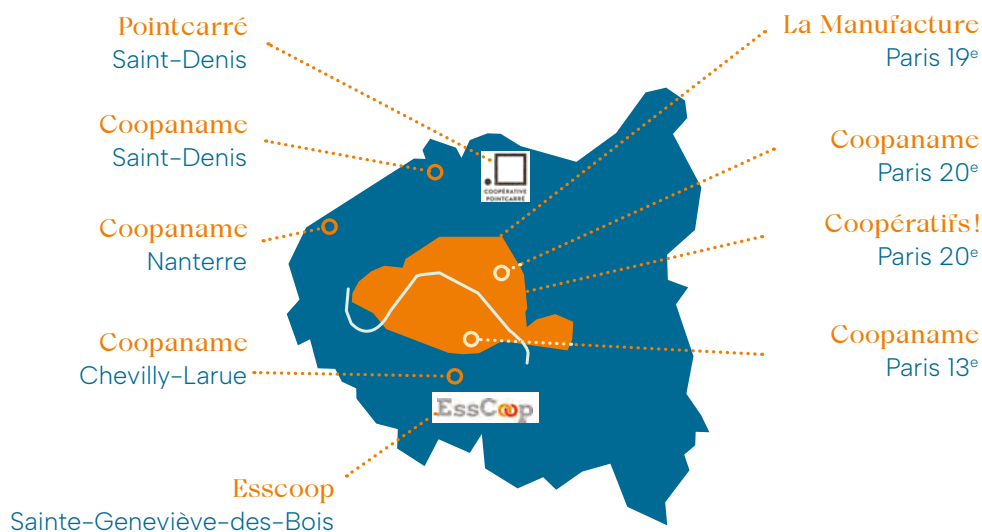 Pointcarré
Saint-Denis
Coopaname
Saint-Denis
Coopaname
Nanterre
Coopaname
Chevilly-Larue
Esscoop
Sainte-Geneviève-des-Bois
COOPÉRATIVE
POINTCARRÉ
EssCoop
La Manufacture
Paris 19ᵉ
Coopaname
Paris 20ᵉ
Coopératifs!
Paris 20ᵉ
Coopaname
Paris 13ᵉ